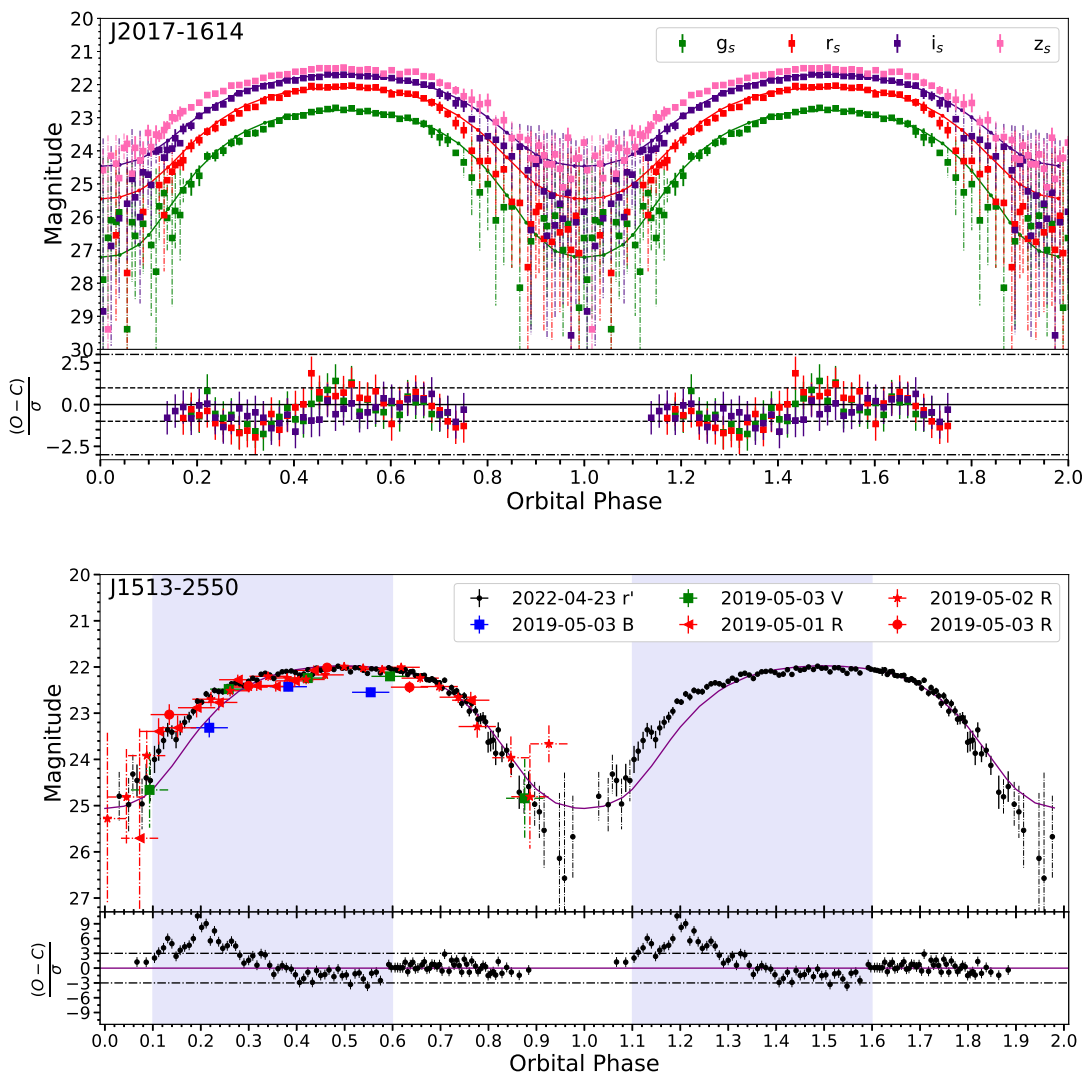 J2017-1614
g_s r_s i_s z_s
Magnitude
20
21
22
23
24
25
26
27
28
29
30
(O − C)
σ
2.5
0.0
−2.5
0.0 0.2 0.4 0.6 0.8 1.0 1.2 1.4 1.6 1.8 2.0
Orbital Phase
J1513-2550
2022-04-23 r' 2019-05-03 V 2019-05-02 R
2019-05-03 B 2019-05-01 R 2019-05-03 R
Magnitude
20
21
22
23
24
25
26
27
(O − C)
σ
9
6
3
0
−3
−6
−9
0.0 0.1 0.2 0.3 0.4 0.5 0.6 0.7 0.8 0.9 1.0 1.1 1.2 1.3 1.4 1.5 1.6 1.7 1.8 1.9 2.0
Orbital Phase